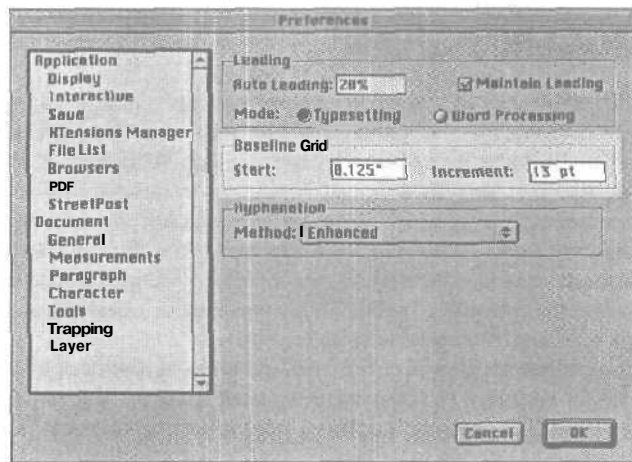 Preferences
Application
Display
Interactive
Save
XTensions Manager
File List
Browsers
PDF
StreetPost
Document
General
Measurements
Paragraph
Character
Tools
Trapping
Layer
Leading
Auto Leading: 20%
Maintain Leading
Mode: Typesetting Word Processing
Baseline Grid
Start: 0.125" Increment: 13 pt
Hyphenation
Method: Enhanced
Cancel OK